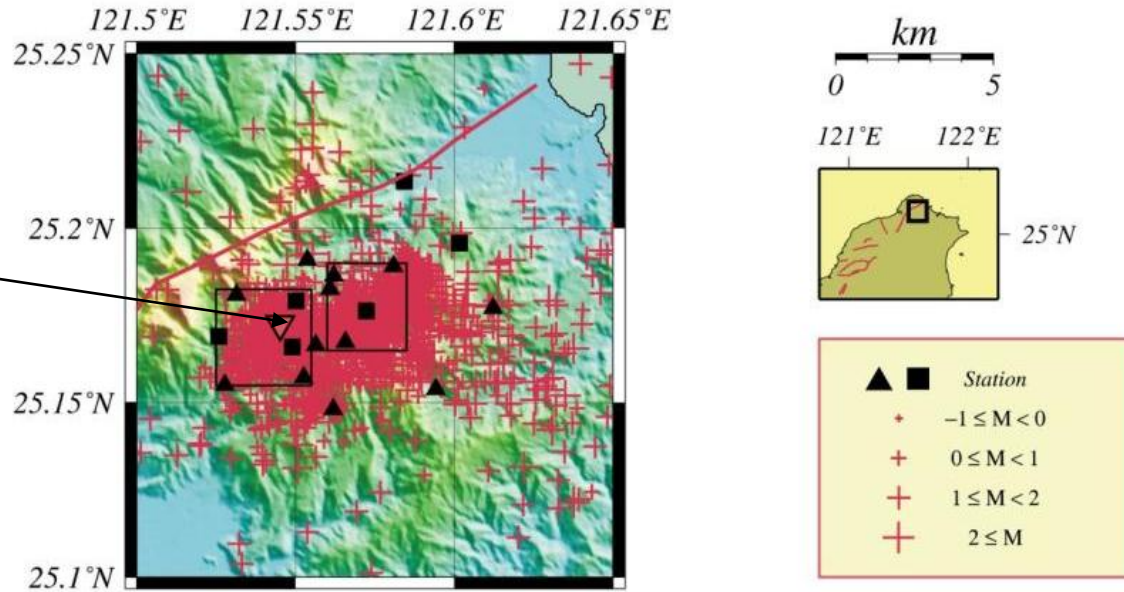 121.5°E 121.55°E 121.6°E 121.65°E
25.25°N
25.2°N
25.15°N
25.1°N
km
0 5
121°E 122°E
25°N
Station
−1 ≤ M < 0
0 ≤ M < 1
1 ≤ M < 2
2 ≤ M